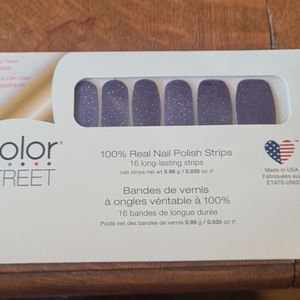 olor
TREET
100% Real Nail Polish Strips
16 long-lasting strips
nail strips net wt 0.99 g / 0.035 oz e
Made in USA
Fabriquées aux
ÉTATS-UNIS
Bandes de vernis
à ongles véritable à 100%
16 bandes de longue durée
Poids net des bandes de vernis 0.99 g / 0.035 oz e